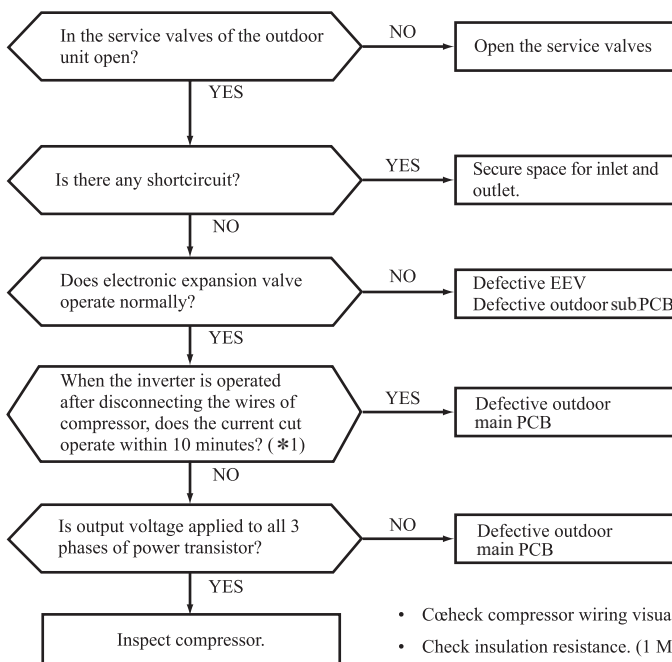 In the service valves of the outdoor
unit open?
NO
Open the service valves
YES
Is there any shortcircuit?
YES
Secure space for inlet and
outlet.
NO
Does electronic expansion valve
operate normally?
NO
Defective EEV
Defective outdoor sub PCB
YES
When the inverter is operated
after disconnecting the wires of
compressor, does the current cut
operate within 10 minutes? (✻1)
YES
Defective outdoor
main PCB
NO
Is output voltage applied to all 3
phases of power transistor?
NO
Defective outdoor
main PCB
YES
Inspect compressor.
• Cœheck compressor wiring visua
• Check insulation resistance. (1 M